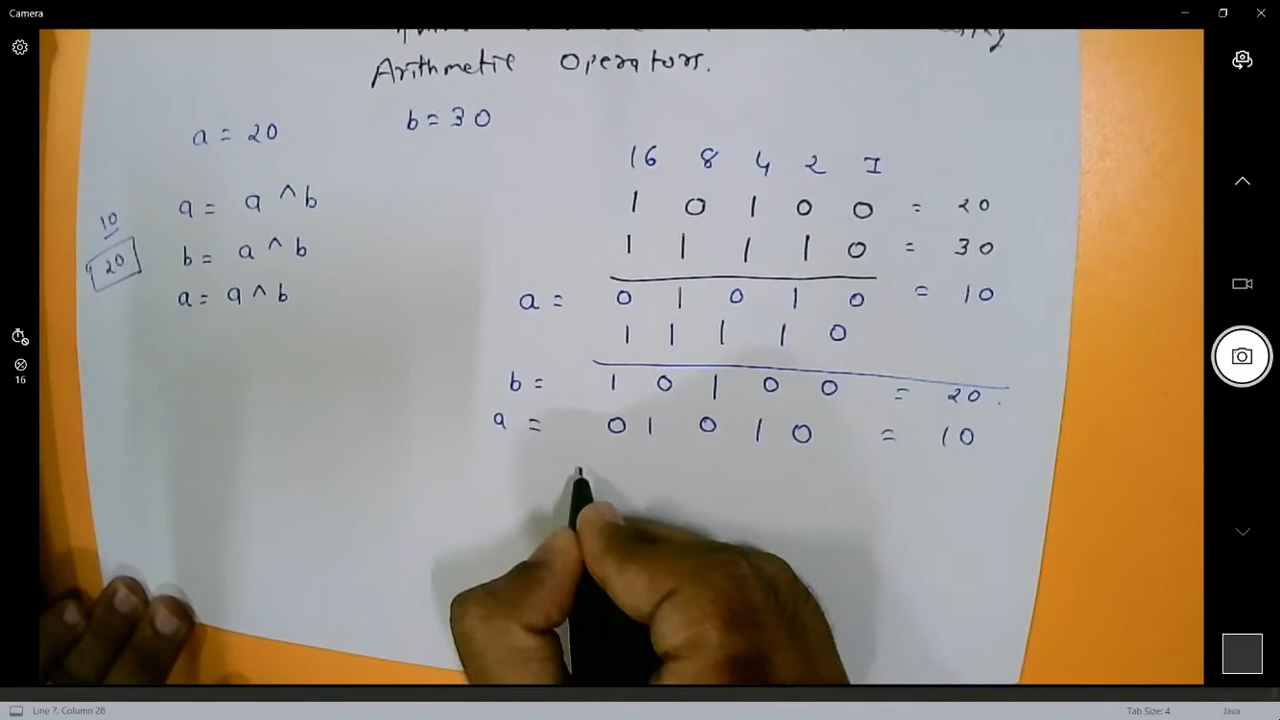 Camera
Arithmetic Operators.
a = 20 b = 30
16 8 4 2 1
a = a ^ b
1 0 1 0 0 = 20
10
b = a ^ b
1 1 1 1 0 = 30
20
a = a ^ b
a = 0 1 0 1 0 = 10
1 1 1 1 0
b = 1 0 1 0 0 = 20.
a = 0 1 0 1 0 = 10
16
Line 7, Column 28 Tab Size: 4 Java